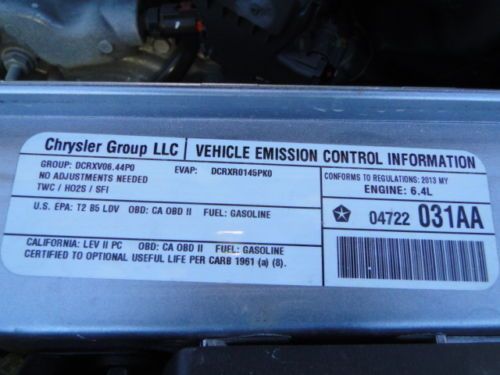 Chrysler Group LLC
VEHICLE EMISSION CONTROL INFORMATION
GROUP: DCRXV06.44P0 EVAP: DCRXR0145PK0
NO ADJUSTMENTS NEEDED
TWC / HO2S / SFI
CONFORMS TO REGULATIONS: 2013 MY
ENGINE: 6.4L
U.S. EPA: T2 B5 LDV OBD: CA OBD II FUEL: GASOLINE
04722 031AA
CALIFORNIA: LEV II PC OBD: CA OBD II FUEL: GASOLINE
CERTIFIED TO OPTIONAL USEFUL LIFE PER CARB 1961 (a) (8).